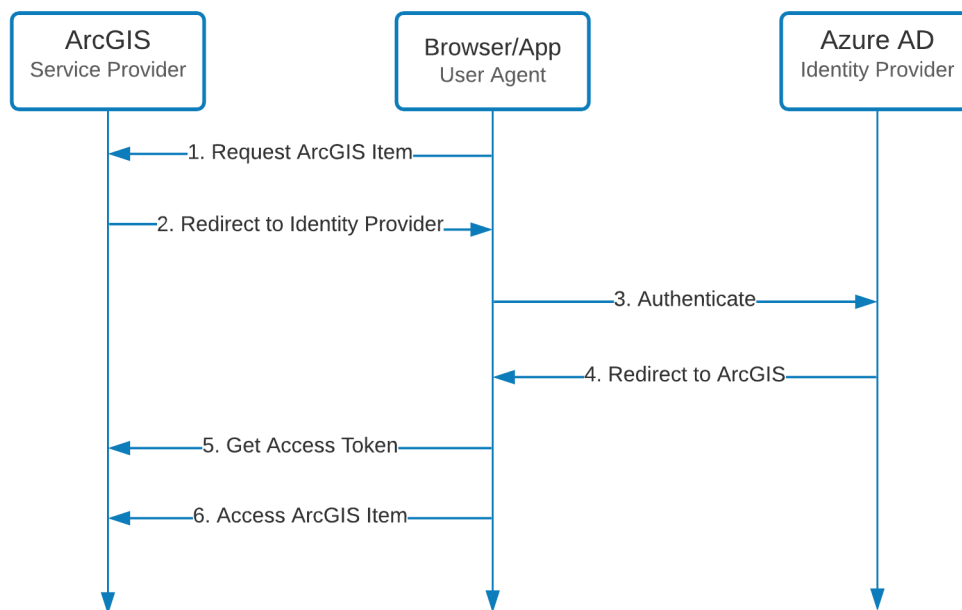 ArcGIS
Service Provider
Browser/App
User Agent
Azure AD
Identity Provider
1. Request ArcGIS Item
2. Redirect to Identity Provider
3. Authenticate
4. Redirect to ArcGIS
5. Get Access Token
6. Access ArcGIS Item